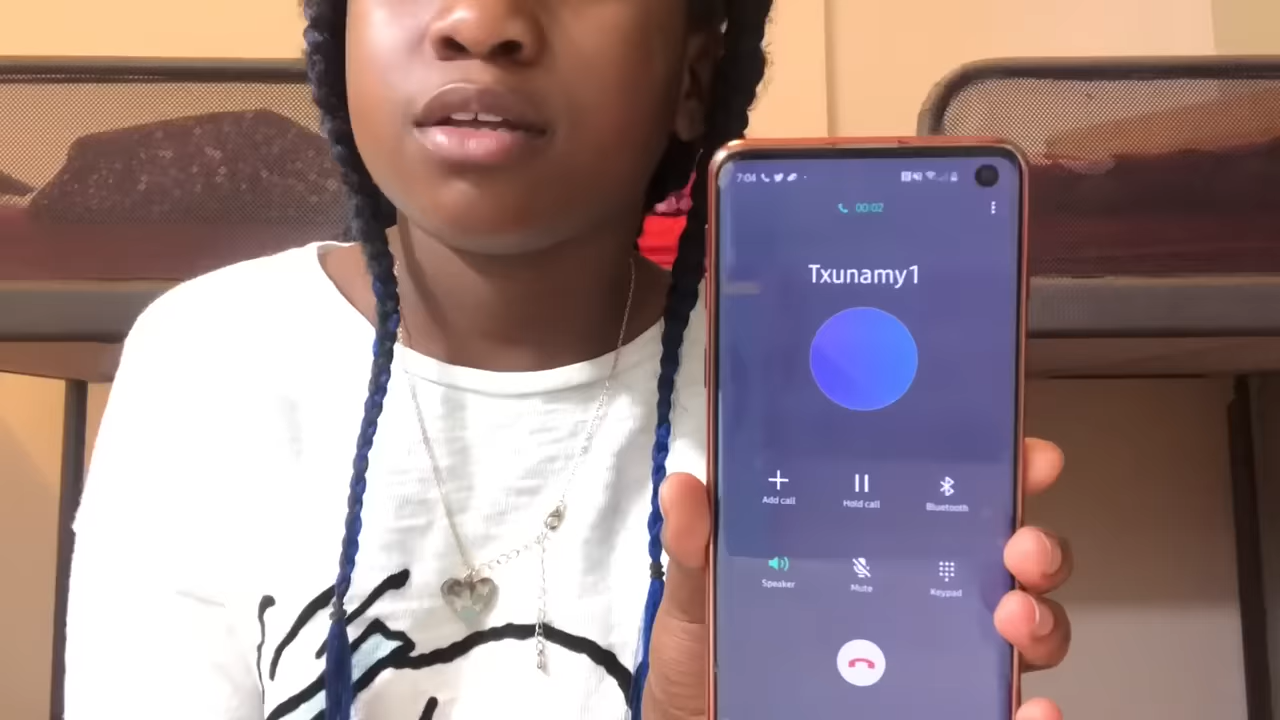 7:04
00:02
Txunamy1
Add call
Hold call
Bluetooth
Speaker
Mute
Keypad